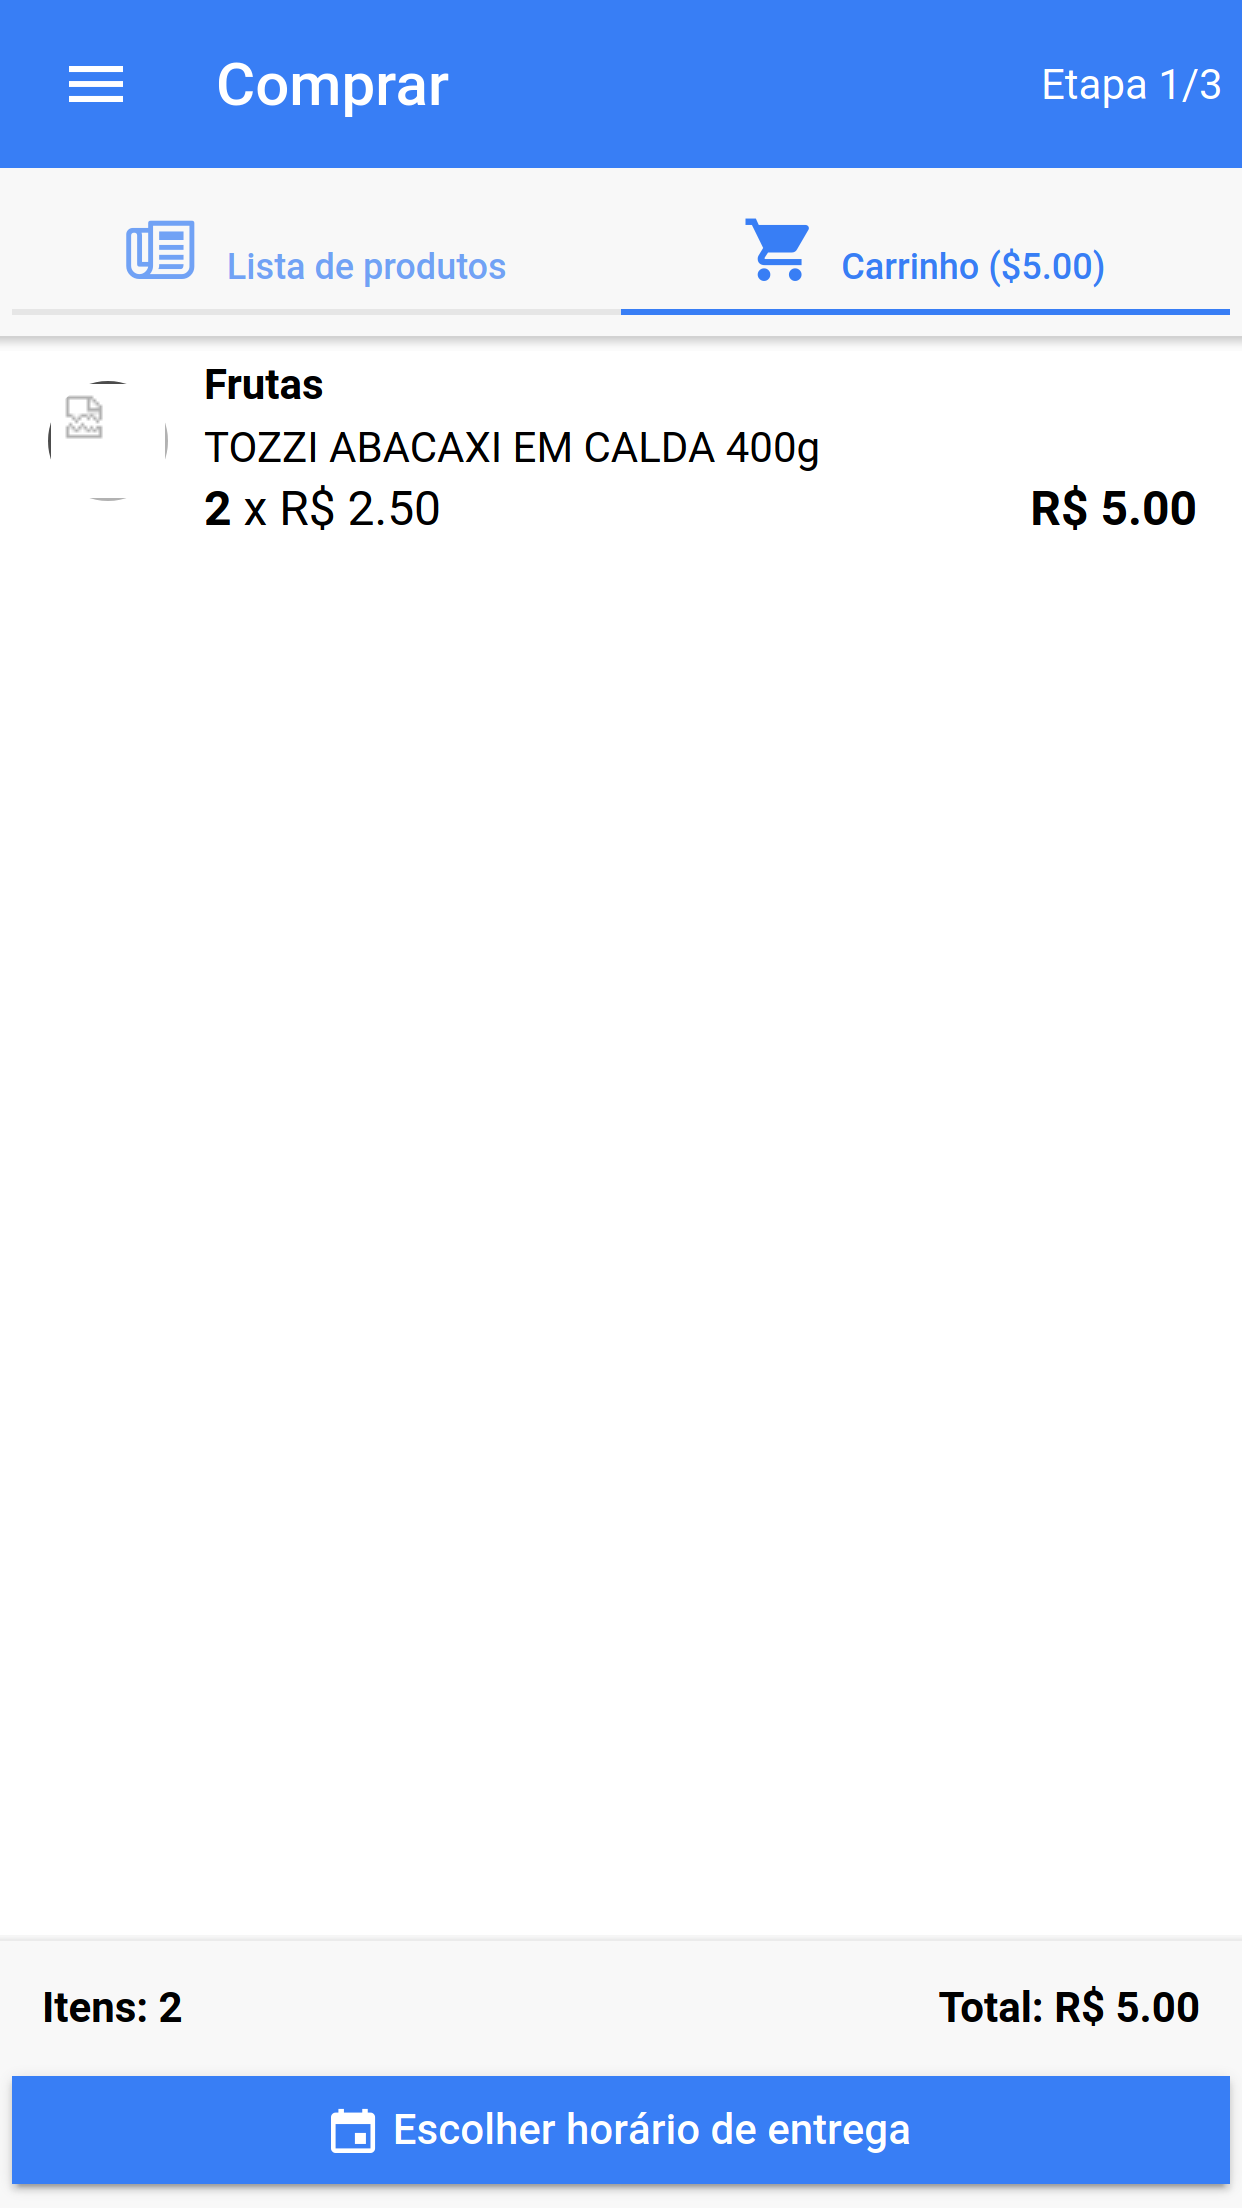 Comprar
Etapa 1/3
Lista de produtos
Carrinho ($5.00)
Frutas
TOZZI ABACAXI EM CALDA 400g
2 x R$ 2.50
R$ 5.00
Itens: 2
Total: R$ 5.00
Escolher horário de entrega